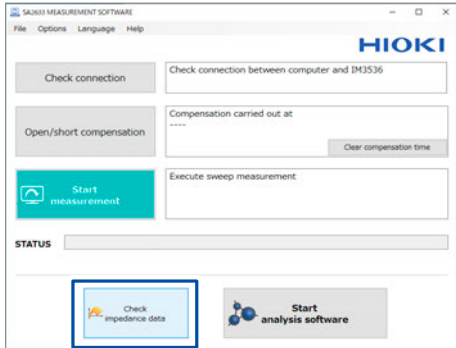 SA2633 MEASUREMENT SOFTWARE
File Options Language Help
HIOKI
Check connection
Check connection between computer and IM3536
Open/short compensation
Compensation carried out at
----
Clear compensation time
Start
measurement
Execute sweep measurement
STATUS
Check
impedance data
Start
analysis software